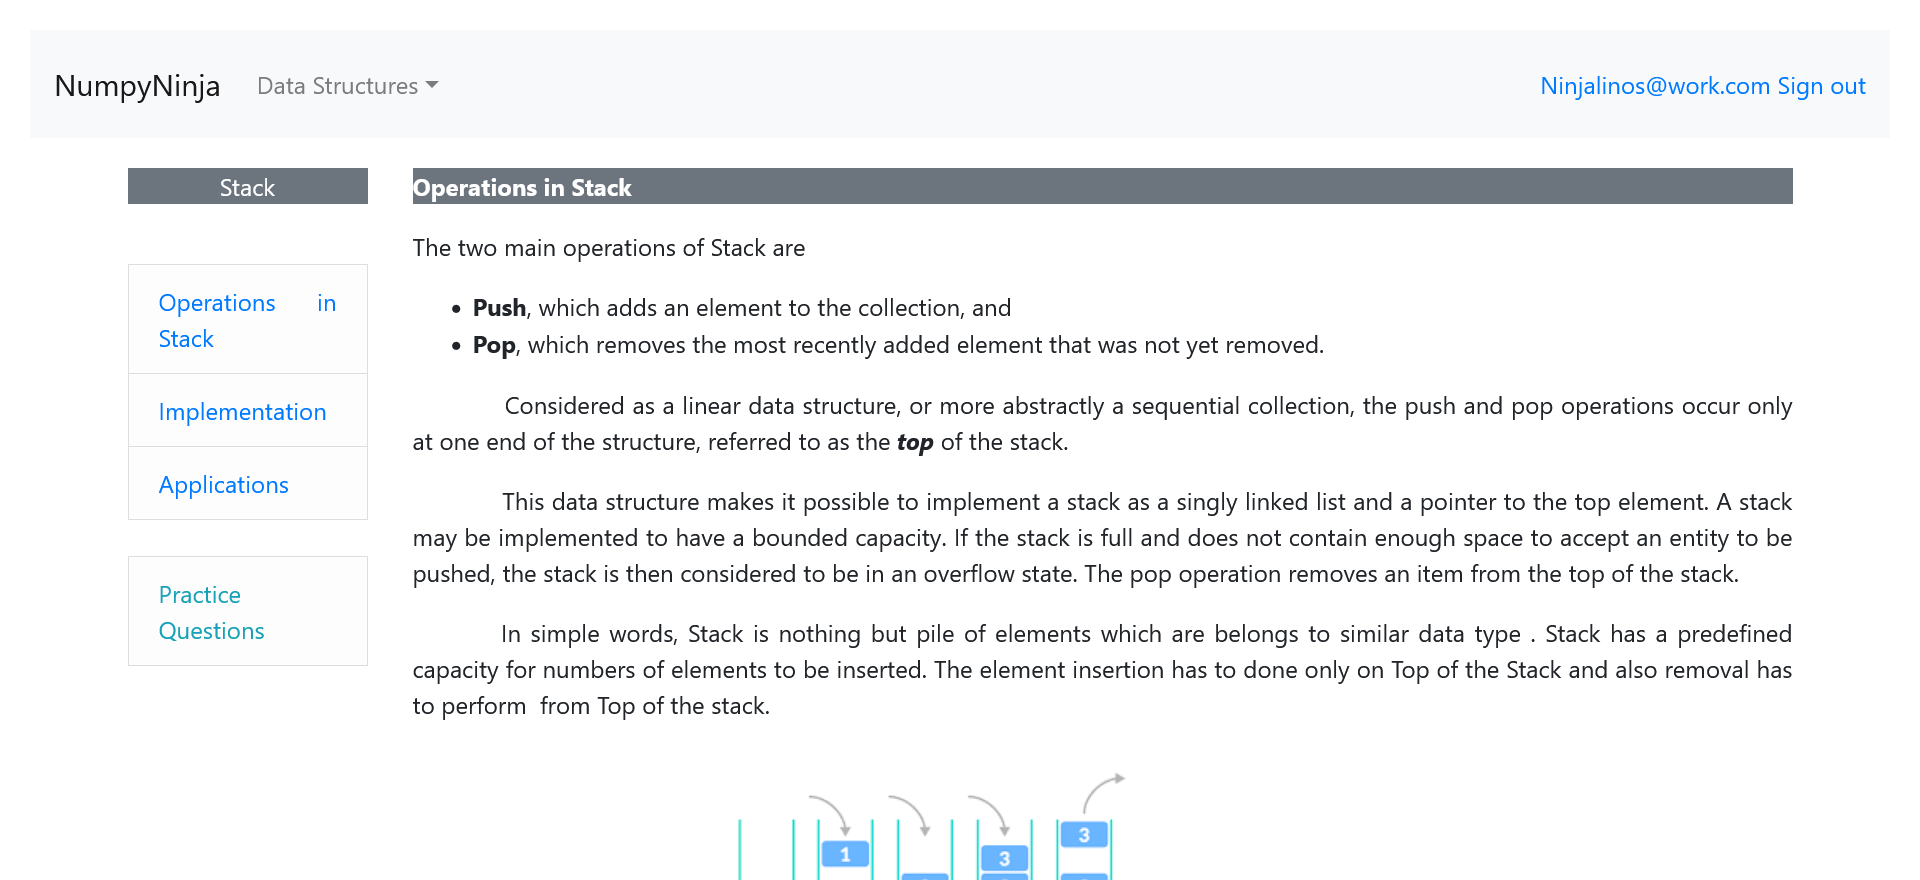 NumpyNinja Data Structures Ninjalinos@work.com Sign out
Stack
Operations in Stack
Implementation
Applications
Practice
Questions
Operations in Stack
The two main operations of Stack are
• Push, which adds an element to the collection, and
• Pop, which removes the most recently added element that was not yet removed.
Considered as a linear data structure, or more abstractly a sequential collection, the push and pop operations occur only
at one end of the structure, referred to as the top of the stack.
This data structure makes it possible to implement a stack as a singly linked list and a pointer to the top element. A stack
may be implemented to have a bounded capacity. If the stack is full and does not contain enough space to accept an entity to be
pushed, the stack is then considered to be in an overflow state. The pop operation removes an item from the top of the stack.
In simple words, Stack is nothing but pile of elements which are belongs to similar data type . Stack has a predefined
capacity for numbers of elements to be inserted. The element insertion has to done only on Top of the Stack and also removal has
to perform  from Top of the stack.
1 3 3